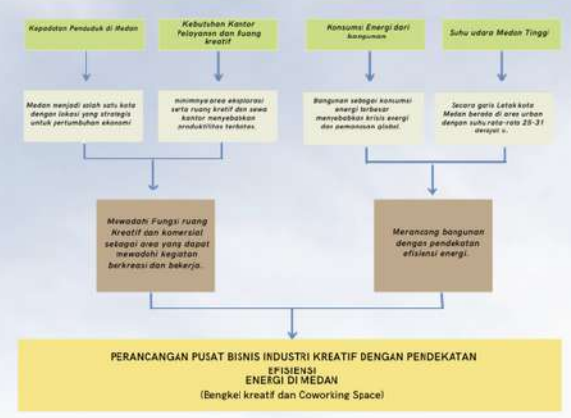 Kepadatan Penduduk di Medan
Kebutuhan Kantor
Pelayanan dan Ruang
kreatif
Konsumsi Energi dari
bangunan
Suhu udara Medan Tinggi
Medan menjadi salah satu kota
dengan lokasi yang strategis
untuk pertumbuhan ekonomi
minimnya area eksplorasi
serta ruang kretif dan sewa
kantor menyebabkan
produktifitas terbatas.
Bangunan sebagai konsumsi
energi terbesar
menyebabkan krisis energi
dan pemanasan global.
Secara garis Letak kota
Medan berada di area urban
dengan suhu rata-rata 25-31
derajat c.
Mewadahi Fungsi ruang
Kreatif dan komersial
sebagai area yang dapat
mewadahi kegiatan
berkreasi dan bekerja.
Merancang bangunan
dengan pendekatan
efisiensi energi.
PERANCANGAN PUSAT BISNIS INDUSTRI KREATIF DENGAN PENDEKATAN
EFISIENSI
ENERGI DI MEDAN
(Bengkel kreatif dan Coworking Space)